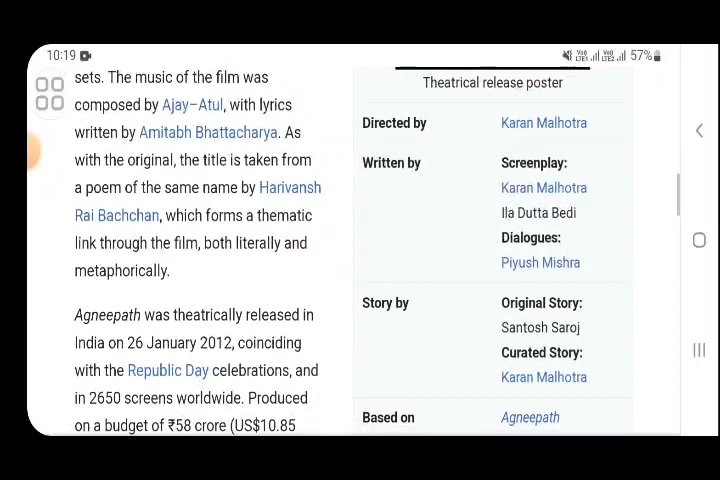 10:19
57%
sets. The music of the film was
composed by Ajay–Atul, with lyrics
written by Amitabh Bhattacharya. As
with the original, the title is taken from
a poem of the same name by Harivansh
Rai Bachchan, which forms a thematic
link through the film, both literally and
metaphorically.
Agneepath was theatrically released in
India on 26 January 2012, coinciding
with the Republic Day celebrations, and
in 2650 screens worldwide. Produced
on a budget of ₹58 crore (US$10.85
Theatrical release poster
Directed by Karan Malhotra
Written by Screenplay:
Karan Malhotra
Ila Dutta Bedi
Dialogues:
Piyush Mishra
Story by Original Story:
Santosh Saroj
Curated Story:
Karan Malhotra
Based on Agneepath